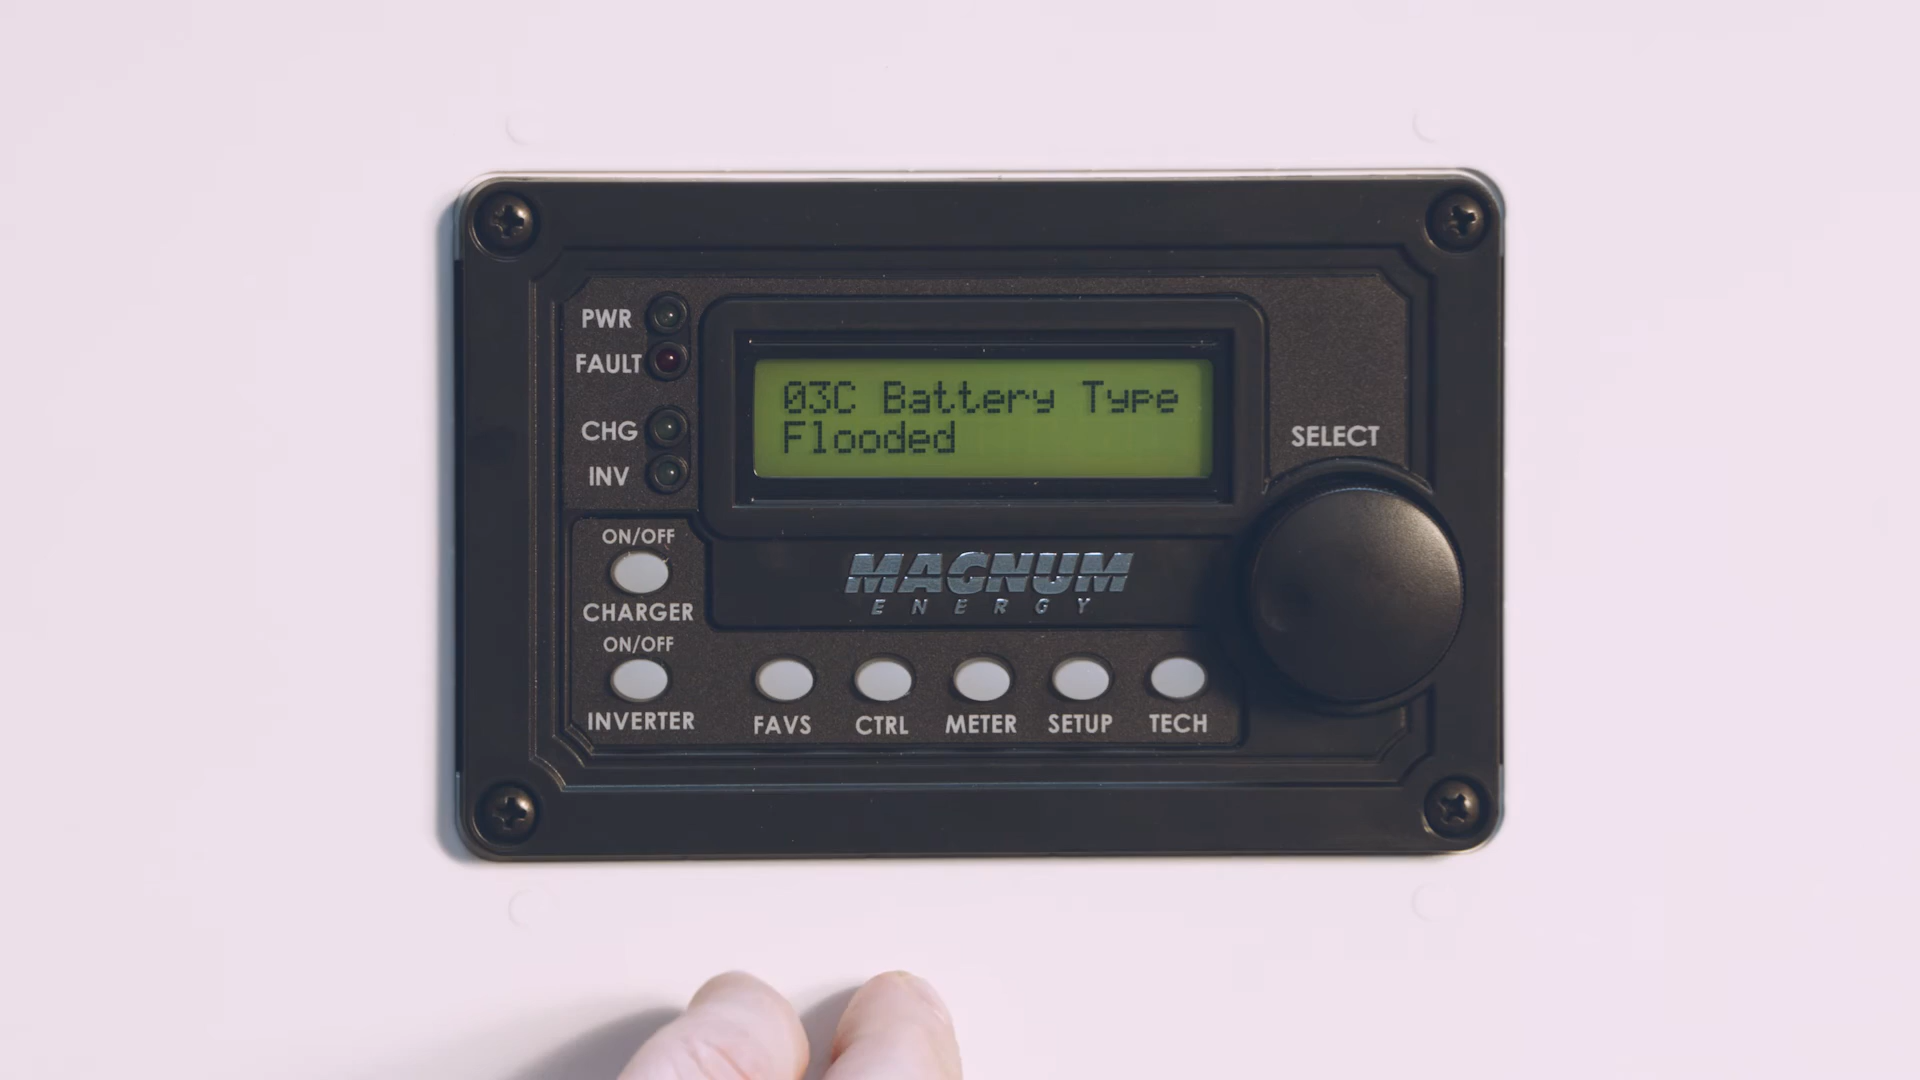 PWR
FAULT
CHG
INV
03C Battery Type
Flooded
SELECT
ON/OFF
CHARGER
ON/OFF
INVERTER
MAGNUM
ENERGY
FAVS
CTRL
METER
SETUP
TECH